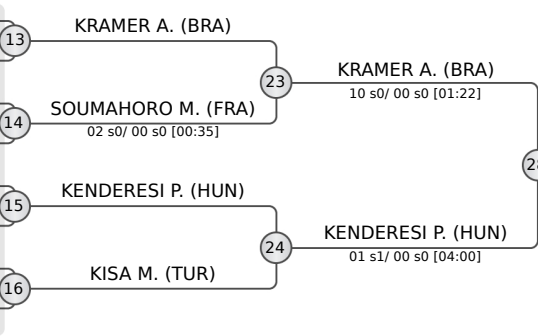 KRAMER A. (BRA)
13
23
KRAMER A. (BRA)
10 s0/ 00 s0 [01:22]
SOUMAHORO M. (FRA)
14
02 s0/ 00 s0 [00:35]
KENDERESI P. (HUN)
15
24
KENDERESI P. (HUN)
01 s1/ 00 s0 [04:00]
KISA M. (TUR)
16